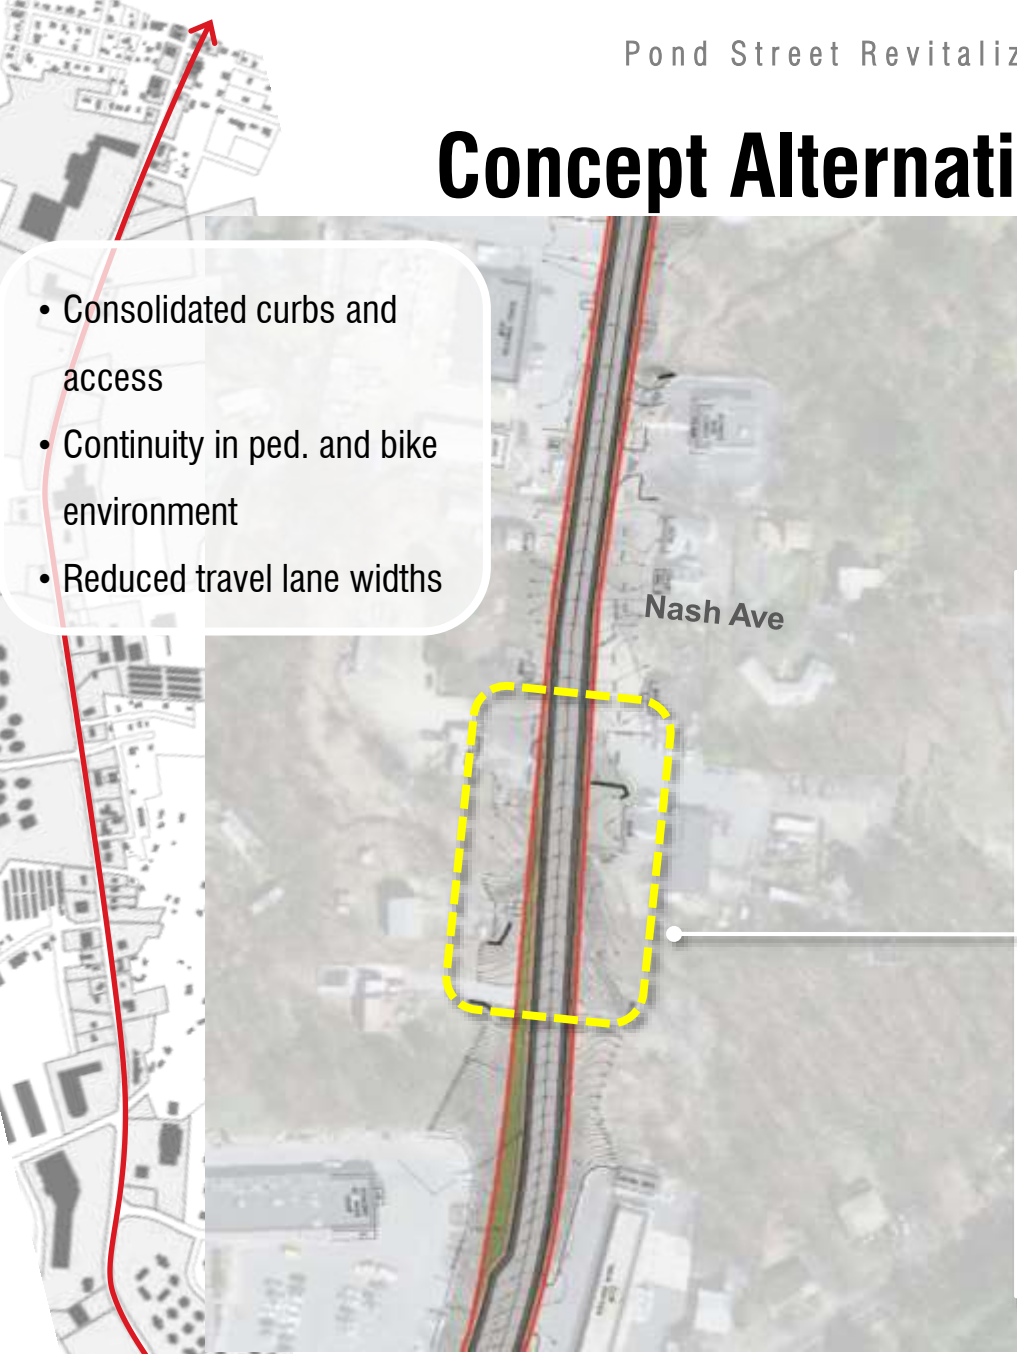 Pond Street Revitaliz
Concept Alternati
• Consolidated curbs and
access
• Continuity in ped. and bike
environment
• Reduced travel lane widths
Nash Ave